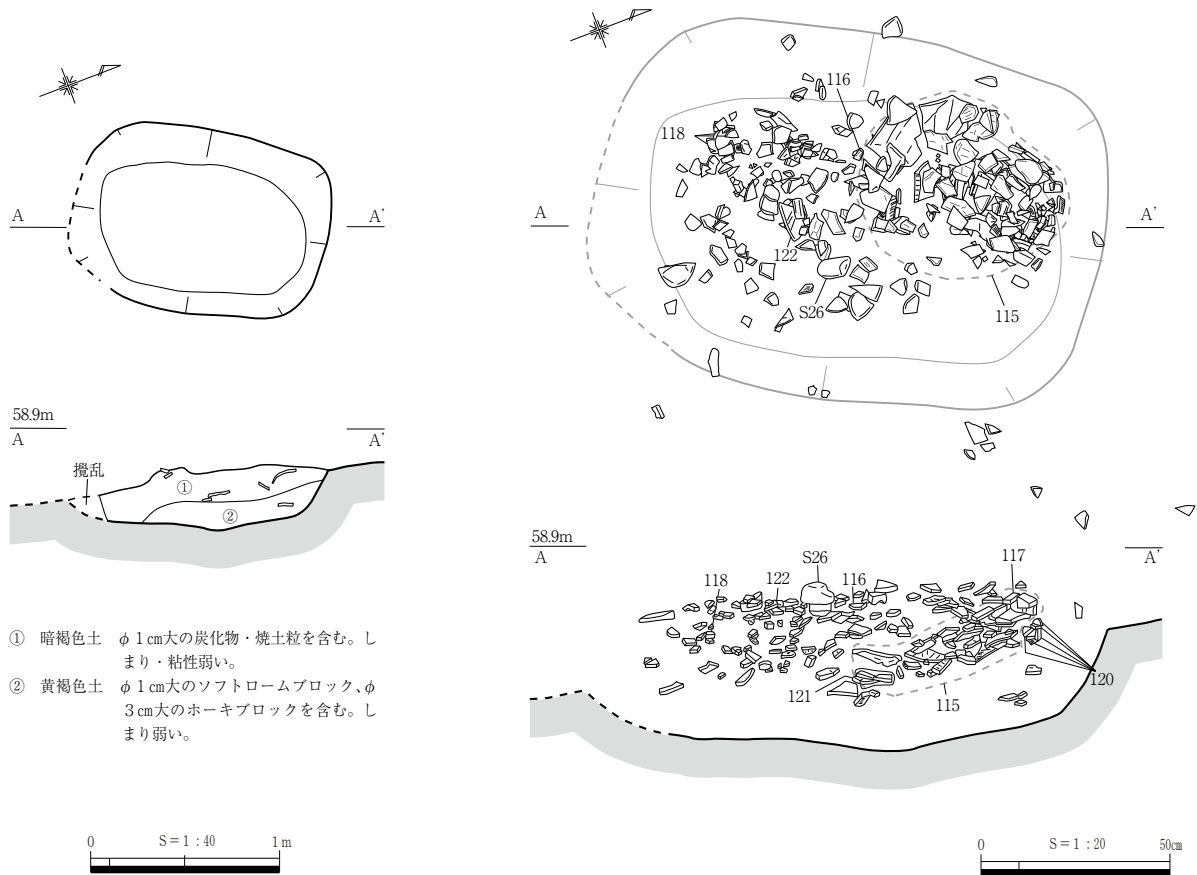 A
A'
58.9m
A
A'
攪乱
①
②
① 暗褐色土 φ1㎝大の炭化物・焼土粒を含む。し
まり・粘性弱い。
② 黄褐色土 φ1㎝大のソフトロームブロック、φ
3㎝大のホーキブロックを含む。し
まり弱い。
0 S=1:40 1m
116
118
A
A'
122
S26
115
58.9m
A
A'
S26
117
118
122
116
120
121
115
0 S=1:20 50㎝